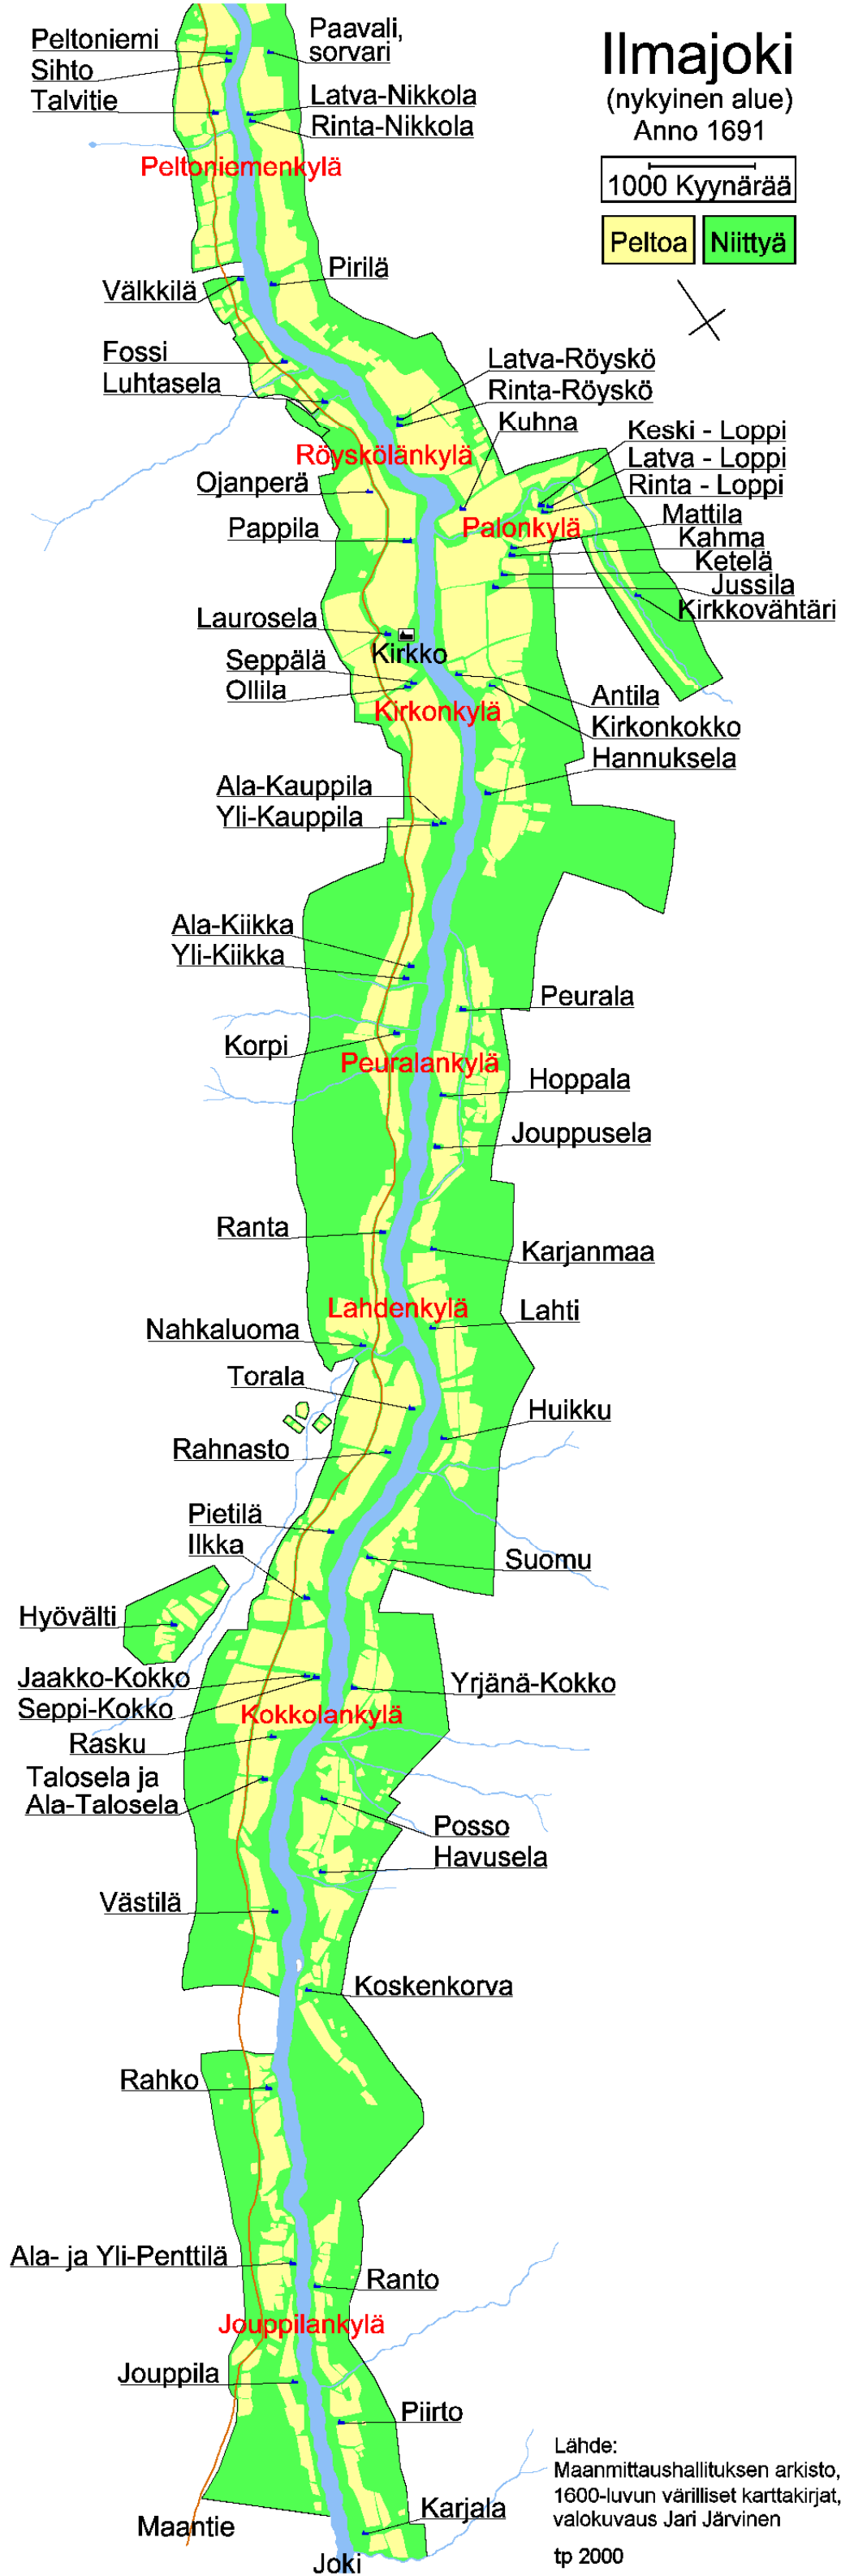 Ilmajoki
(nykyinen alue)
Anno 1691
1000 Kyynärää
Peltoa
Niittyä
Peltoniemi
Sihto
Talvitie
Paavali,
sorvari
Latva-Nikkola
Rinta-Nikkola
Peltoniemenkylä
Pirilä
Välkkilä
Fossi
Luhtasela
Latva-Röyskö
Rinta-Röyskö
Kuhna
Röyskölänkylä
Keski - Loppi
Latva - Loppi
Rinta - Loppi
Ojanperä
Pappila
Palonkylä
Mattila
Kahma
Ketelä
Jussila
Kirkkovähtäri
Laurosela
Kirkko
Seppälä
Ollila
Kirkonkylä
Antila
Kirkonkokko
Hannuksela
Ala-Kauppila
Yli-Kauppila
Ala-Kiikka
Yli-Kiikka
Peurala
Korpi
Peuralankylä
Hoppala
Jouppusela
Ranta
Karjanmaa
Lahdenkylä
Lahti
Nahkaluoma
Torala
Huikku
Rahnasto
Pietilä
Ilkka
Suomu
Hyövälti
Jaakko-Kokko
Seppi-Kokko
Yrjänä-Kokko
Kokkolankylä
Rasku
Talosela ja
Ala-Talosela
Posso
Havusela
Västilä
Koskenkorva
Rahko
Ala- ja Yli-Penttilä
Ranto
Jouppilankylä
Jouppila
Piirto
Karjala
Maantie
Joki
Lähde:
Maanmittaushallituksen arkisto,
1600-luvun värilliset karttakirjat,
valokuvaus Jari Järvinen
tp 2000